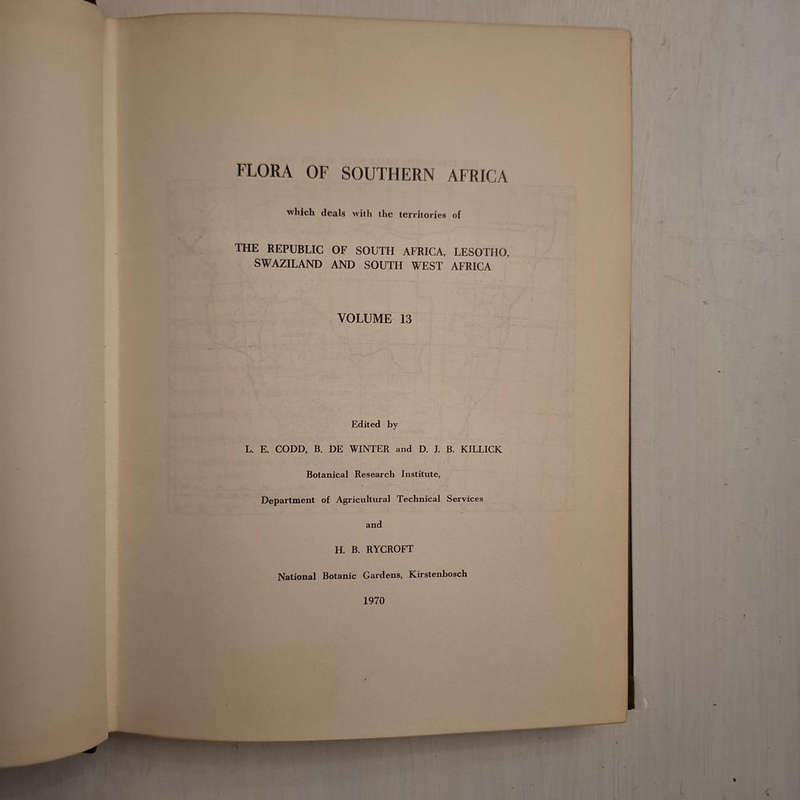 FLORA OF SOUTHERN AFRICA
which deals with the territories of
THE REPUBLIC OF SOUTH AFRICA, LESOTHO,
SWAZILAND AND SOUTH WEST AFRICA
VOLUME 13
Edited by
L. E. CODD, B. DE WINTER and D. J. B. KILLICK
Botanical Research Institute,
Department of Agricultural Technical Services
and
H. B. RYCROFT
National Botanic Gardens, Kirstenbosch
1970